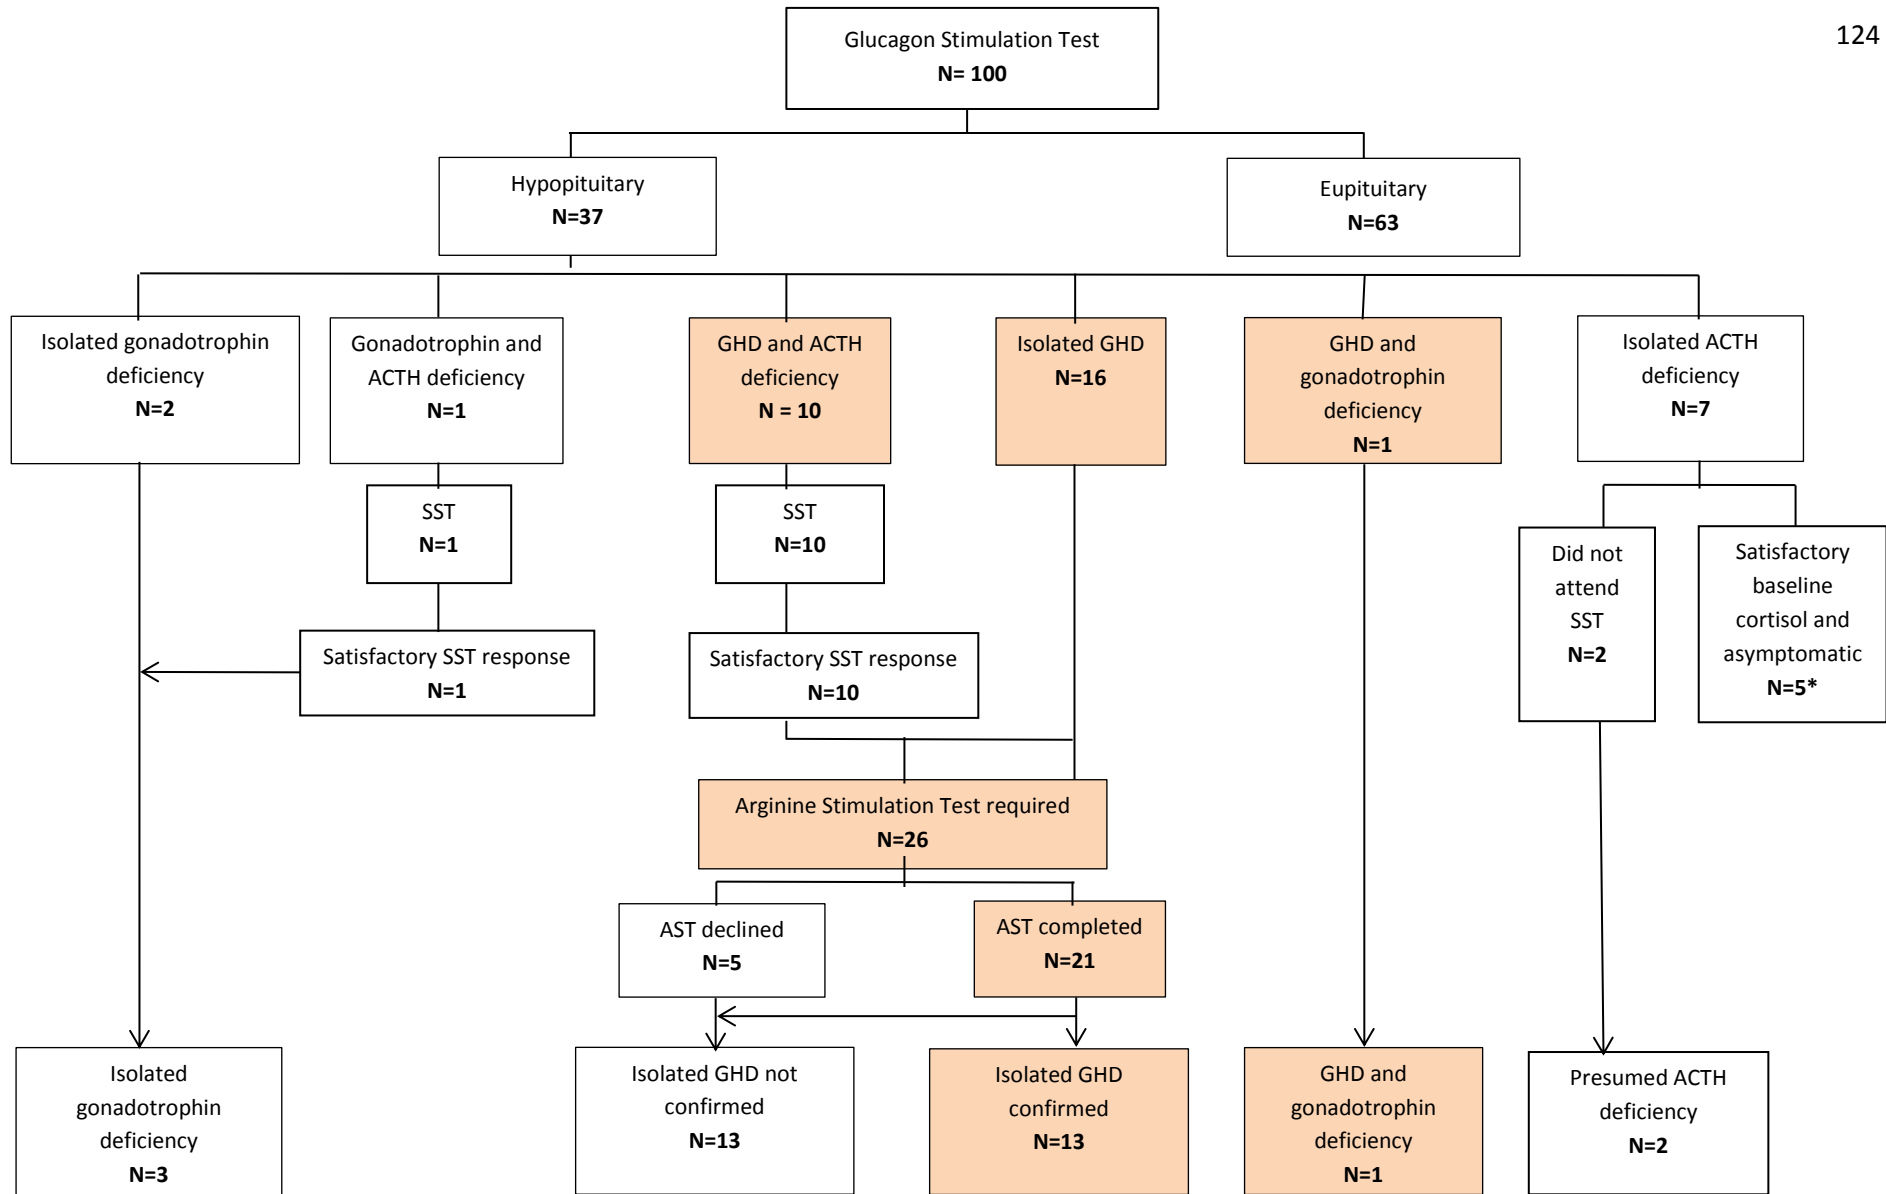 124
Glucagon Stimulation Test
N= 100
Hypopituitary
N=37
Eupituitary
N=63
Isolated gonadotrophin
deficiency
N=2
Gonadotrophin and
ACTH deficiency
N=1
GHD and ACTH
deficiency
N = 10
Isolated GHD
N=16
GHD and
gonadotrophin
deficiency
N=1
Isolated ACTH
deficiency
N=7
SST
N=1
SST
N=10
Did not
attend
SST
N=2
Satisfactory
baseline
cortisol and
asymptomatic
N=5*
Satisfactory SST response
N=1
Satisfactory SST response
N=10
Arginine Stimulation Test required
N=26
AST declined
N=5
AST completed
N=21
Isolated
gonadotrophin
deficiency
N=3
Isolated GHD not
confirmed
N=13
Isolated GHD
confirmed
N=13
GHD and
gonadotrophin
deficiency
N=1
Presumed ACTH
deficiency
N=2